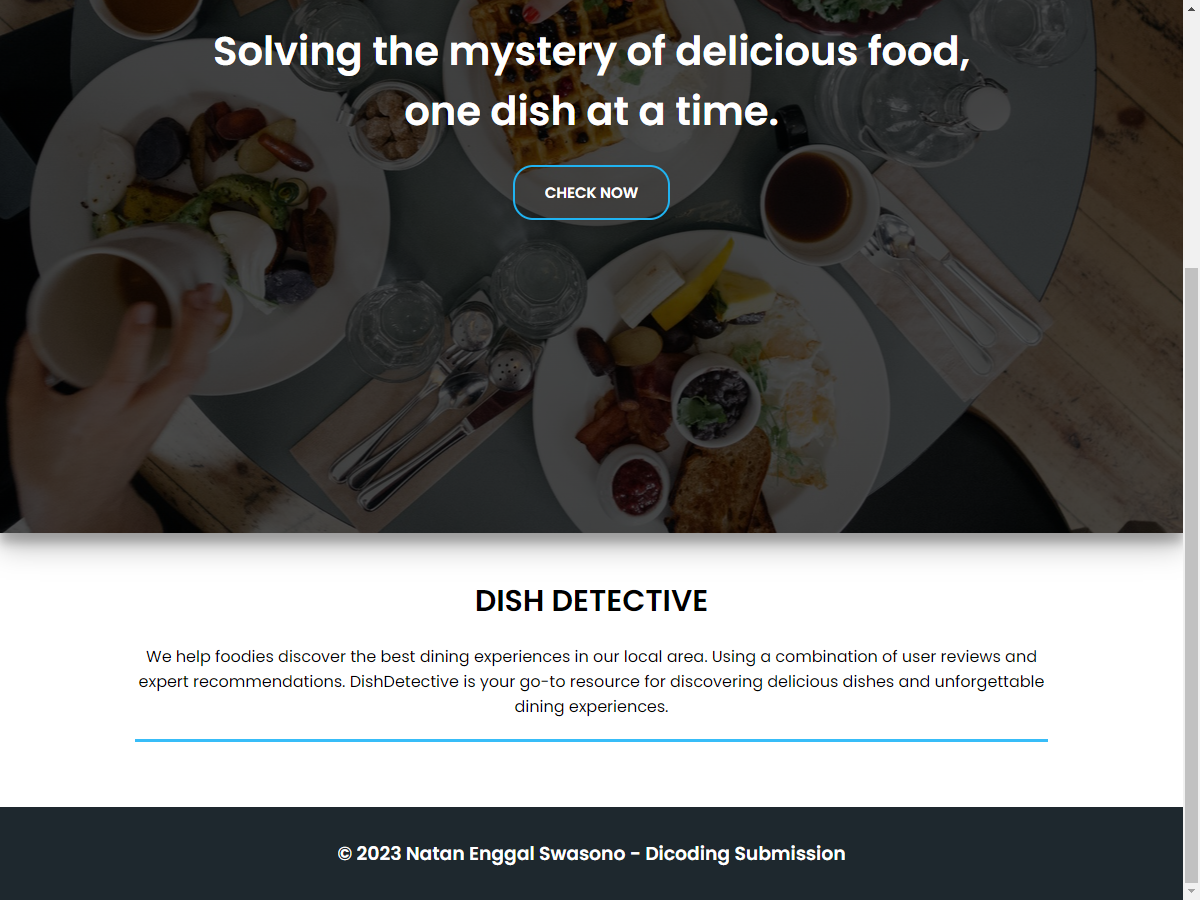 Solving the mystery of delicious food,
one dish at a time.
CHECK NOW
DISH DETECTIVE
We help foodies discover the best dining experiences in our local area. Using a combination of user reviews and
expert recommendations. DishDetective is your go-to resource for discovering delicious dishes and unforgettable
dining experiences.
© 2023 Natan Enggal Swasono - Dicoding Submission